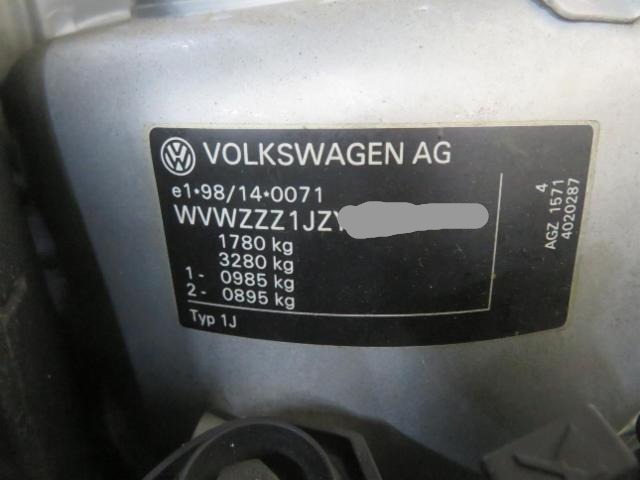 VOLKSWAGEN AG
e1•98/14•0071
WVWZZZ1JZY
1780 kg
3280 kg
1 - 0985 kg
2 - 0895 kg
Typ 1J
4
AGZ 1571
4020287